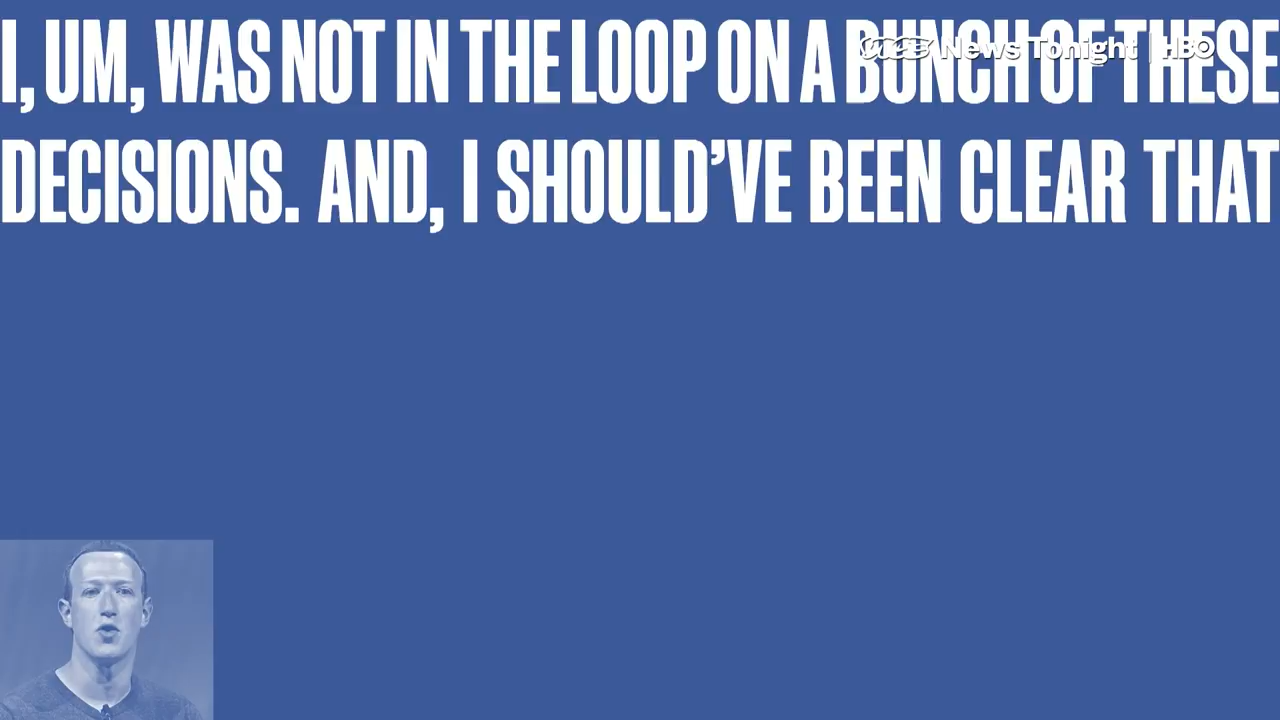 I, UM, WAS NOT IN THE LOOP ON A BUNCH OF THESE
VICE News Tonight | HBO
DECISIONS. AND, I SHOULD’VE BEEN CLEAR THAT